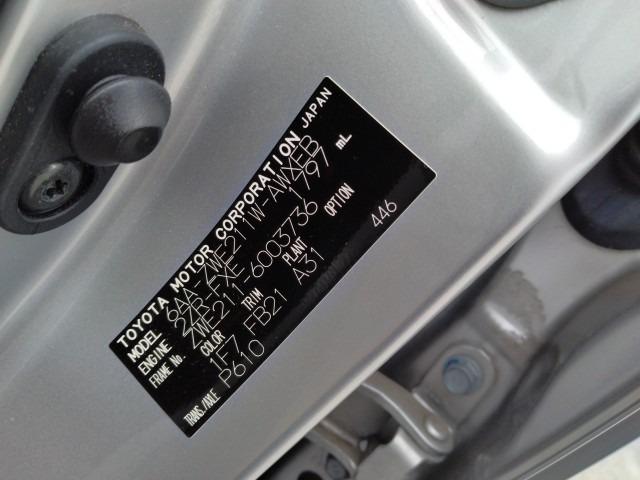 TOYOTA MOTOR CORPORATION JAPAN
MODEL 6AA-ZWE211W-AWXEB
ENGINE 2ZR-FXE 1797 mL
FRAME No. ZWE211-6003736
COLOR TRIM PLANT OPTION
1F7 FB21 A31 446
TRANS./AXLE P610